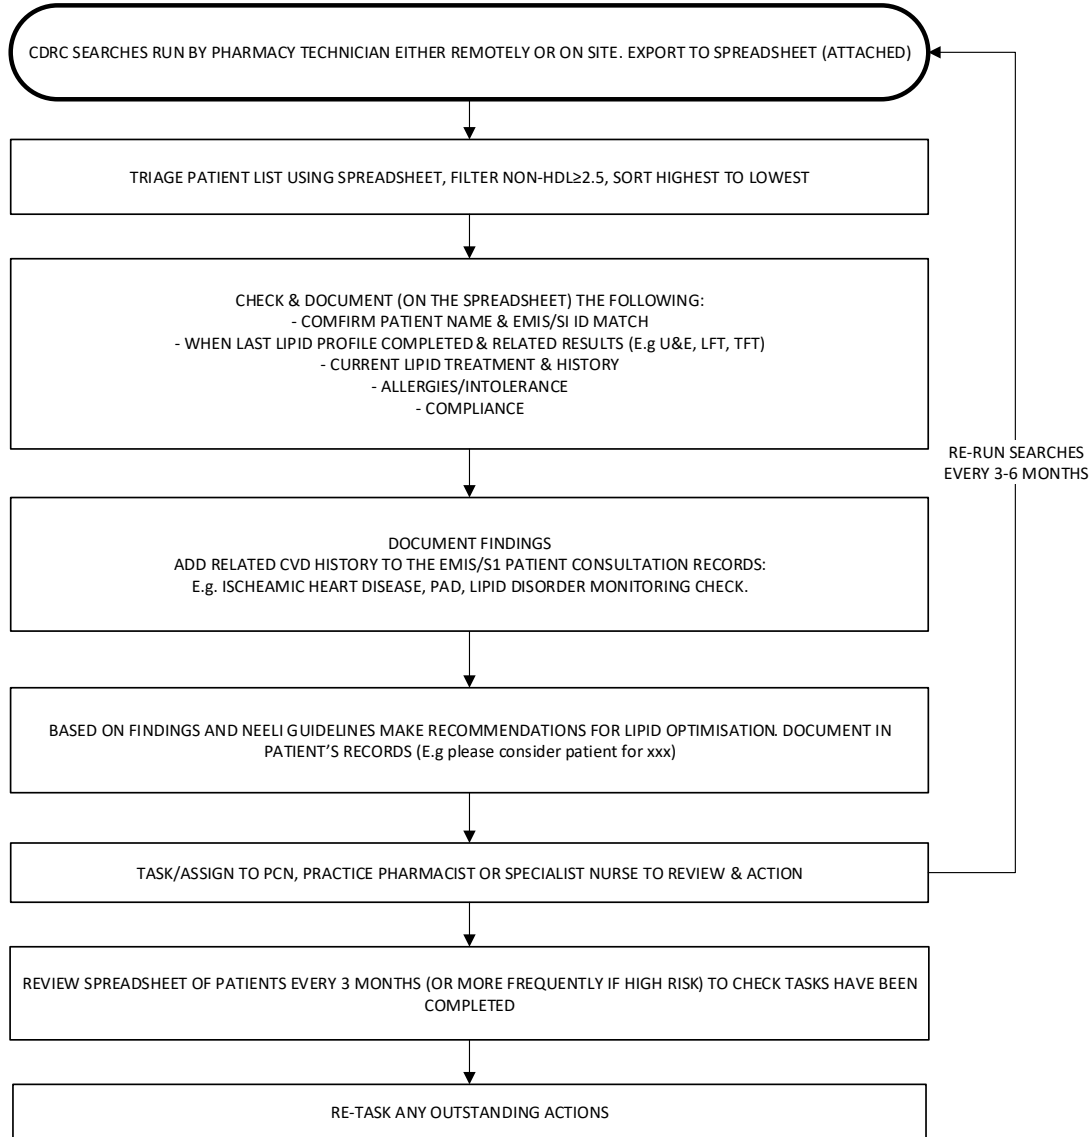 CDRC SEARCHES RUN BY PHARMACY TECHNICIAN EITHER REMOTELY OR ON SITE. EXPORT TO SPREADSHEET (ATTACHED)
TRIAGE PATIENT LIST USING SPREADSHEET, FILTER NON-HDL≥2.5, SORT HIGHEST TO LOWEST
CHECK & DOCUMENT (ON THE SPREADSHEET) THE FOLLOWING:
- COMFIRM PATIENT NAME & EMIS/SI ID MATCH
- WHEN LAST LIPID PROFILE COMPLETED & RELATED RESULTS (E.g U&E, LFT, TFT)
- CURRENT LIPID TREATMENT & HISTORY
- ALLERGIES/INTOLERANCE
- COMPLIANCE
RE-RUN SEARCHES
EVERY 3-6 MONTHS
DOCUMENT FINDINGS
ADD RELATED CVD HISTORY TO THE EMIS/S1 PATIENT CONSULTATION RECORDS:
E.g. ISCHEAMIC HEART DISEASE, PAD, LIPID DISORDER MONITORING CHECK.
BASED ON FINDINGS AND NEELI GUIDELINES MAKE RECOMMENDATIONS FOR LIPID OPTIMISATION. DOCUMENT IN
PATIENT'S RECORDS (E.g please consider patient for xxx)
TASK/ASSIGN TO PCN, PRACTICE PHARMACIST OR SPECIALIST NURSE TO REVIEW & ACTION
REVIEW SPREADSHEET OF PATIENTS EVERY 3 MONTHS (OR MORE FREQUENTLY IF HIGH RISK) TO CHECK TASKS HAVE BEEN
COMPLETED
RE-TASK ANY OUTSTANDING ACTIONS